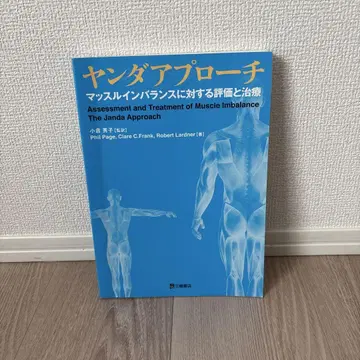 ヤンダアプローチ
マッスルインバランスに対する評価と治療
Assessment and Treatment of Muscle Imbalance
The Janda Approach
小倉 秀子[監訳]
Phil Page, Clare C. Frank, Robert Lardner[著]
三輪書店